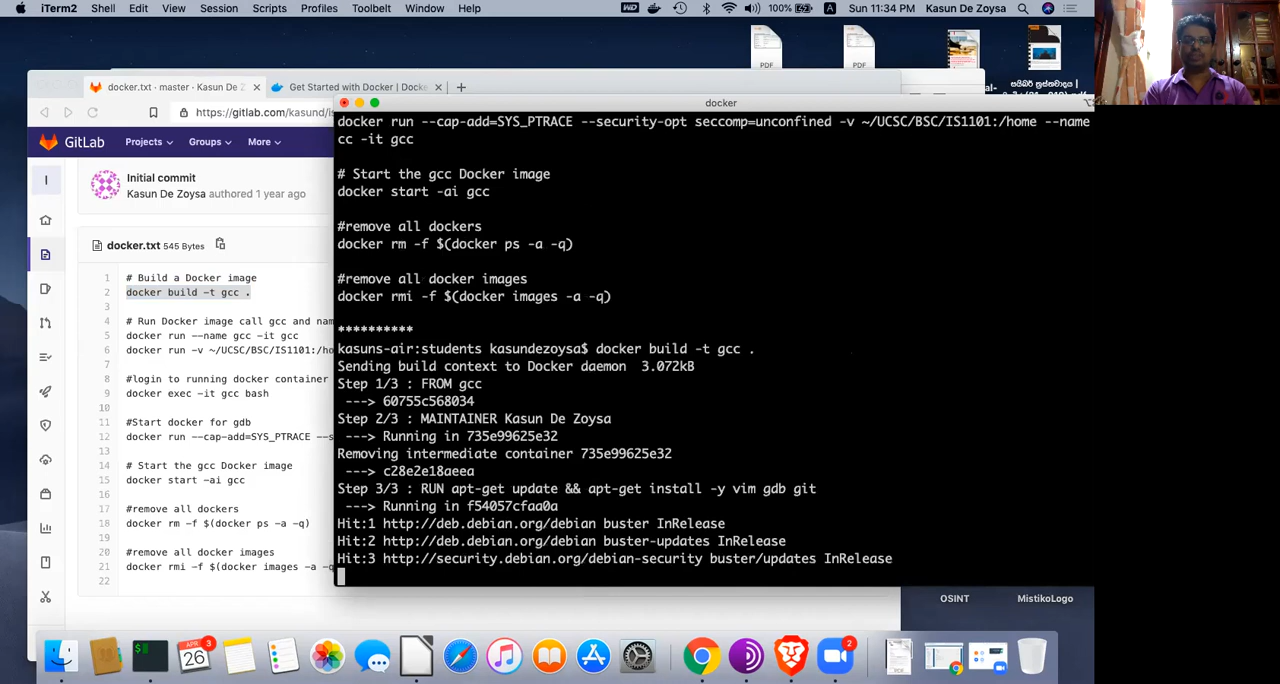 iTerm2 Shell Edit View Session Scripts Profiles Toolbelt Window Help
100% Sun 11:34 PM Kasun De Zoysa
PDF
PDF
docker.txt · master · Kasun De Z
Get Started with Docker | Docke
docker
https://gitlab.com/kasund/is
GitLab Projects Groups More
I
Initial commit
Kasun De Zoysa authored 1 year ago
docker.txt 545 Bytes
1 # Build a Docker image
2 docker build -t gcc .
3
4 # Run Docker image call gcc and nam
5 docker run --name gcc -it gcc
6 docker run -v ~/UCSC/BSC/IS1101:/ho
7
8 #login to running docker container
9 docker exec -it gcc bash
10
11 #Start docker for gdb
12 docker run --cap-add=SYS_PTRACE --s
13
14 # Start the gcc Docker image
15 docker start -ai gcc
16
17 #remove all dockers
18 docker rm -f $(docker ps -a -q)
19
20 #remove all docker images
21 docker rmi -f $(docker images -a -q
22
docker run --cap-add=SYS_PTRACE --security-opt seccomp=unconfined -v ~/UCSC/BSC/IS1101:/home --name
cc -it gcc
# Start the gcc Docker image
docker start -ai gcc
#remove all dockers
docker rm -f $(docker ps -a -q)
#remove all docker images
docker rmi -f $(docker images -a -q)
**********
kasuns-air:students kasundezoysa$ docker build -t gcc .
Sending build context to Docker daemon 3.072kB
Step 1/3 : FROM gcc
---> 60755c568034
Step 2/3 : MAINTAINER Kasun De Zoysa
---> Running in 735e99625e32
Removing intermediate container 735e99625e32
---> c28e2e18aeea
Step 3/3 : RUN apt-get update && apt-get install -y vim gdb git
---> Running in f54057cfaa0a
Hit:1 http://deb.debian.org/debian buster InRelease
Hit:2 http://deb.debian.org/debian buster-updates InRelease
Hit:3 http://security.debian.org/debian-security buster/updates InRelease
OSINT
MistikoLogo
APR
26
3
2